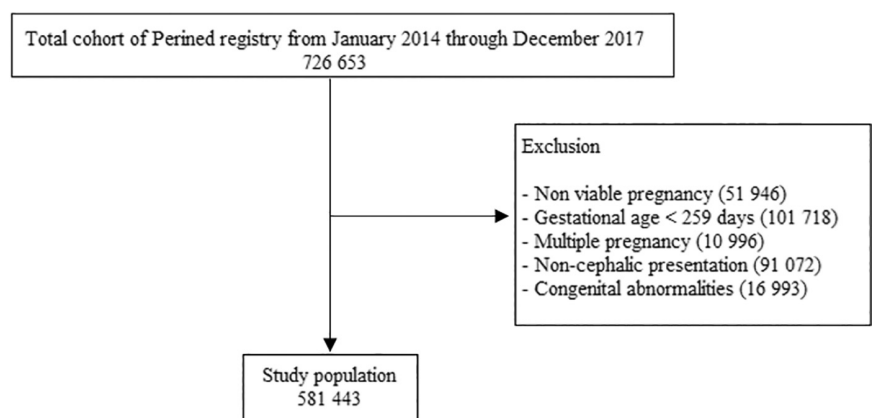 Total cohort of Perined registry from January 2014 through December 2017
726 653
Exclusion
- Non viable pregnancy (51 946)
- Gestational age < 259 days (101 718)
- Multiple pregnancy (10 996)
- Non-cephalic presentation (91 072)
- Congenital abnormalities (16 993)
Study population
581 443